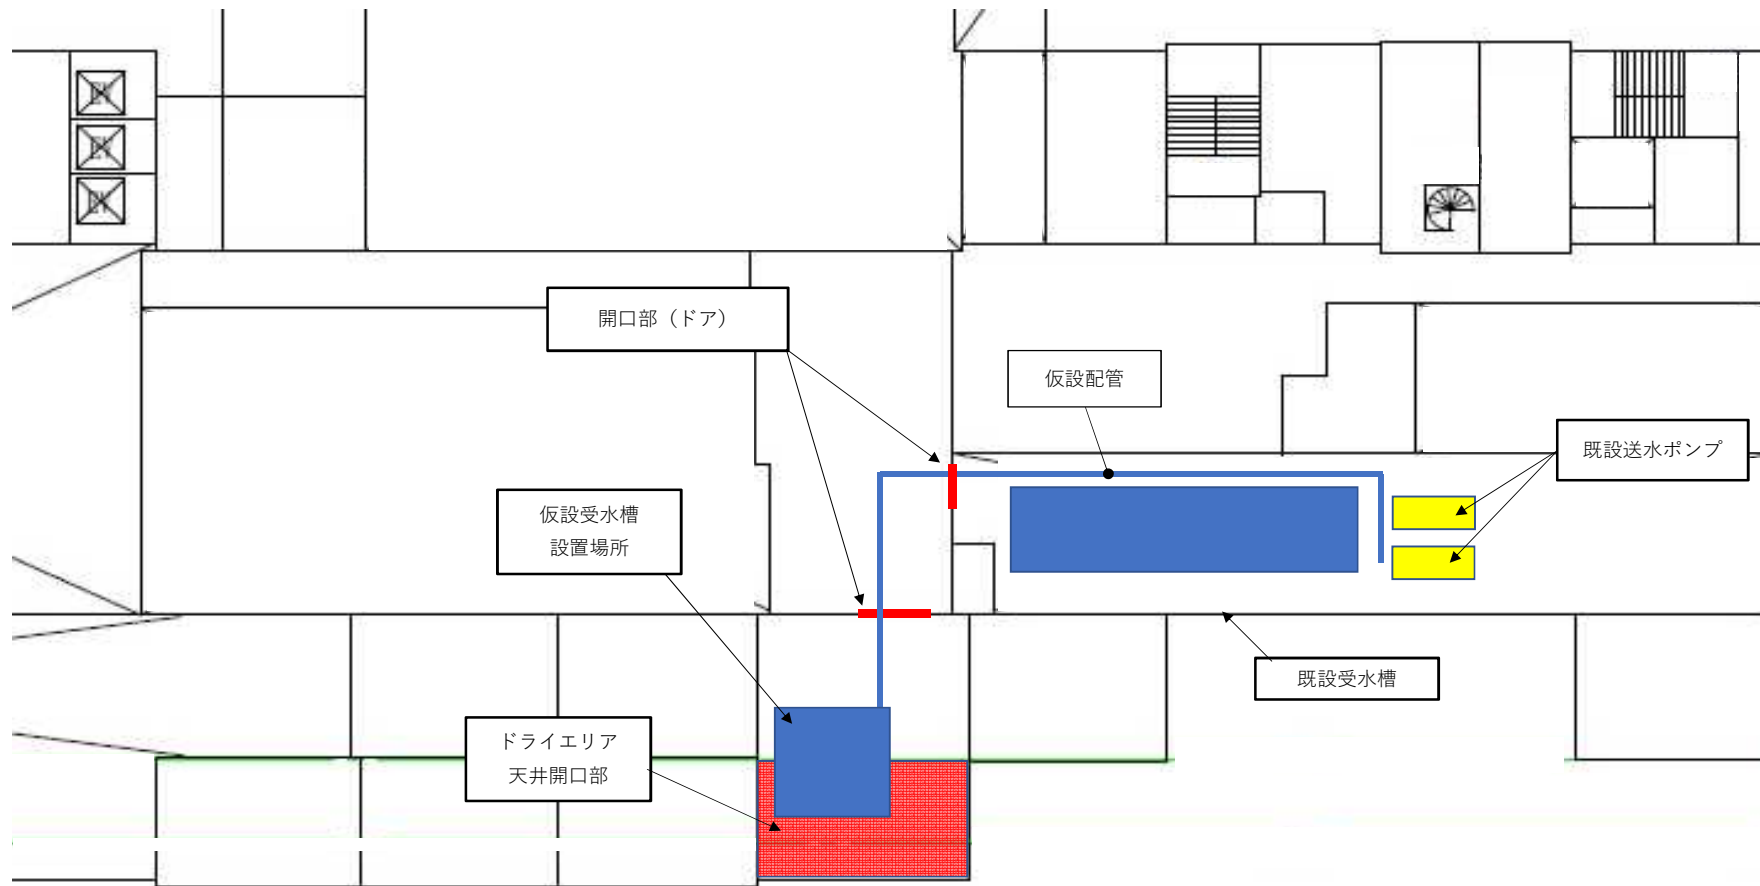 開口部（ドア）
仮設配管
既設送水ポンプ
仮設受水槽
設置場所
既設受水槽
ドライエリア
天井開口部